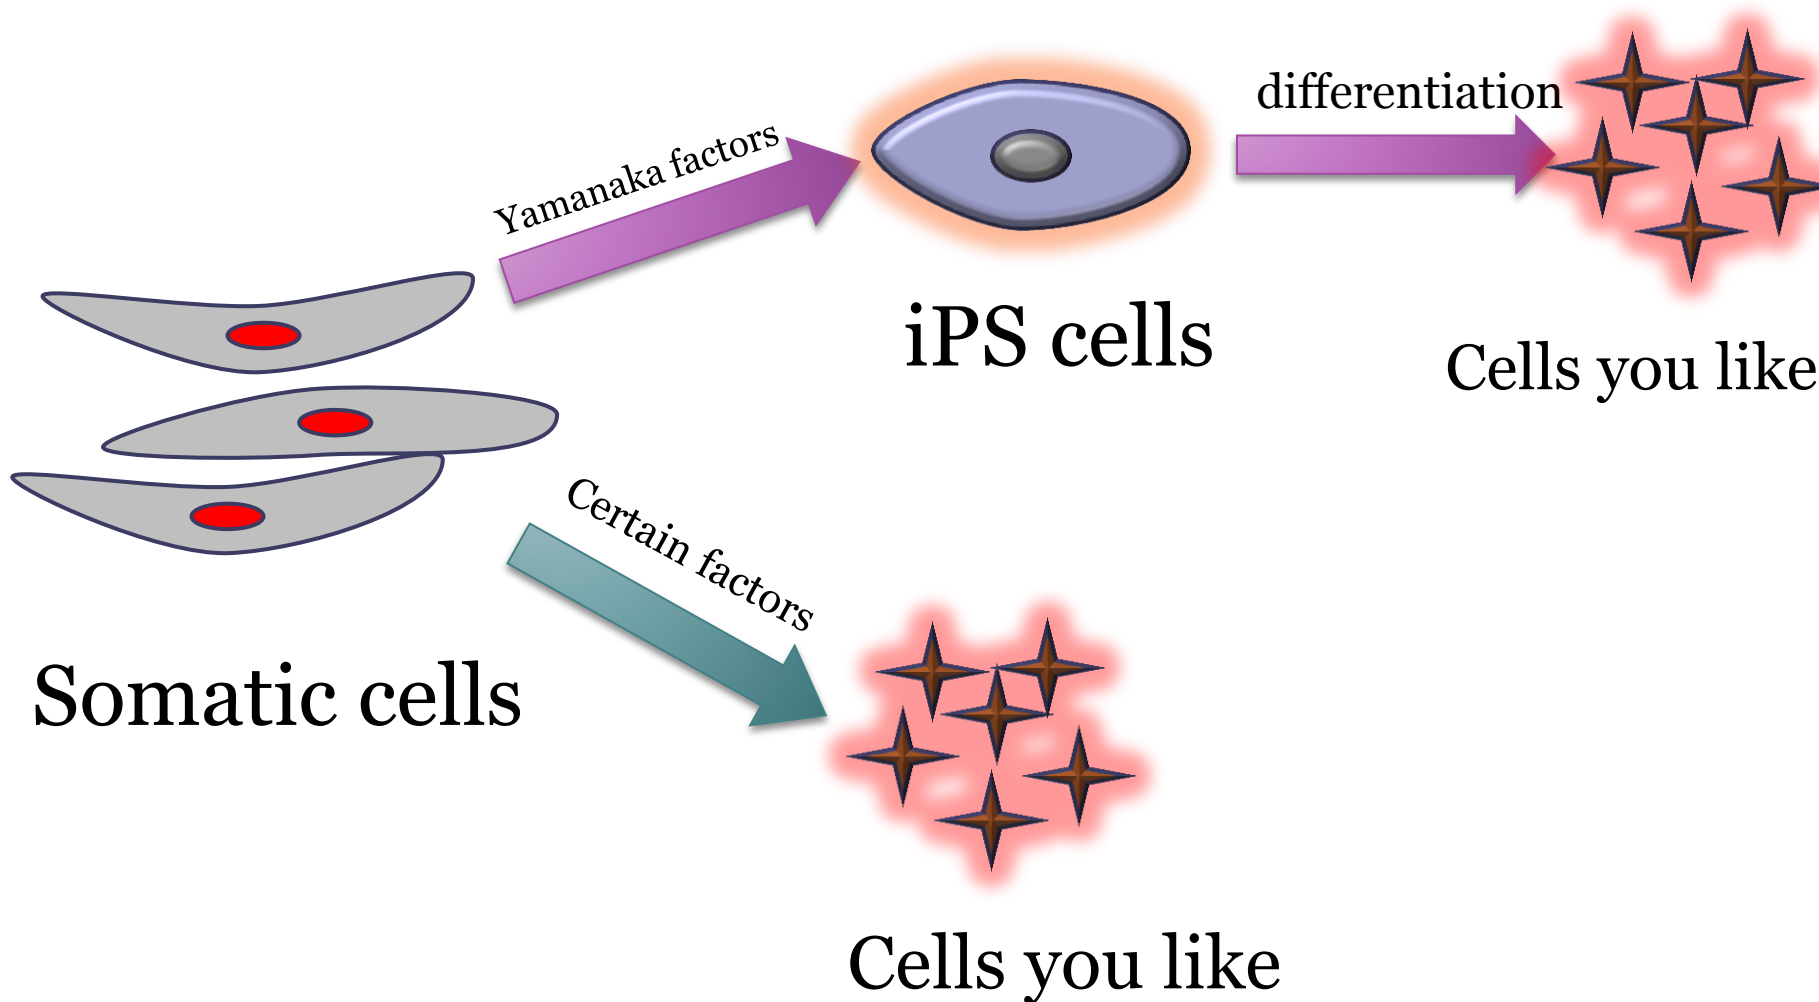 differentiation
Yamanaka factors
iPS cells
Cells you like
Certain factors
Somatic cells
Cells you like